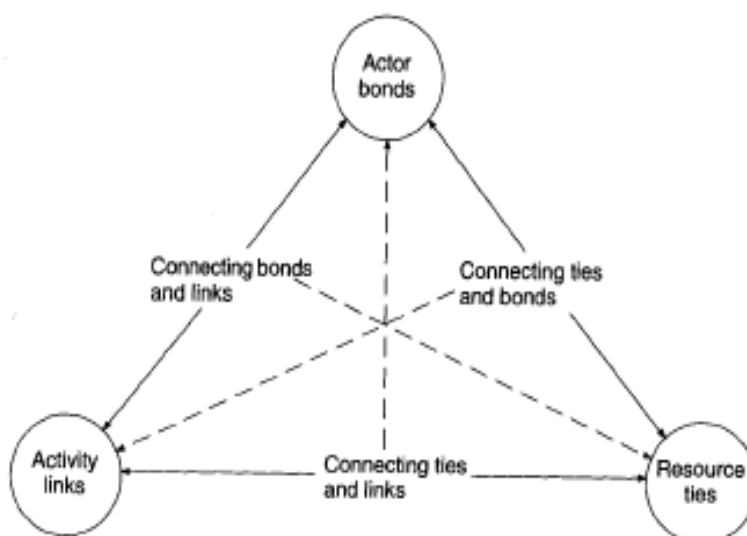 Actor
bonds
Connecting bonds
and links
Connecting ties
and bonds
Activity
links
Connecting ties
and links
Resource
ties